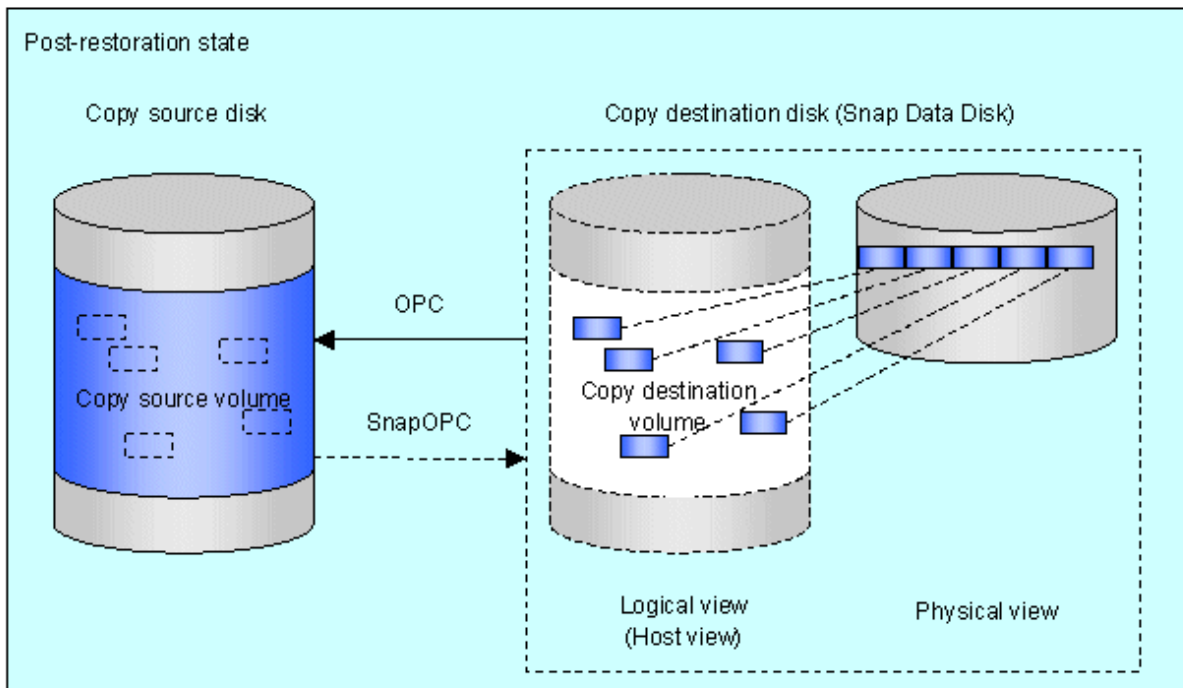 Post-restoration state
Copy source disk
Copy destination disk (Snap Data Disk)
OPC
Copy source volume
SnapOPC
Copy destination
volume
Logical view
(Host view)
Physical view